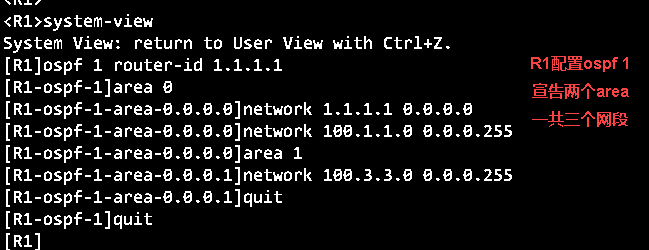 <R1>
<R1>system-view
System View: return to User View with Ctrl+Z.
[R1]ospf 1 router-id 1.1.1.1
[R1-ospf-1]area 0
[R1-ospf-1-area-0.0.0.0]network 1.1.1.1 0.0.0.0
[R1-ospf-1-area-0.0.0.0]network 100.1.1.0 0.0.0.255
[R1-ospf-1-area-0.0.0.0]area 1
[R1-ospf-1-area-0.0.0.1]network 100.3.3.0 0.0.0.255
[R1-ospf-1-area-0.0.0.1]quit
[R1-ospf-1]quit
[R1]
R1配置ospf 1
宣告两个area
一共三个网段